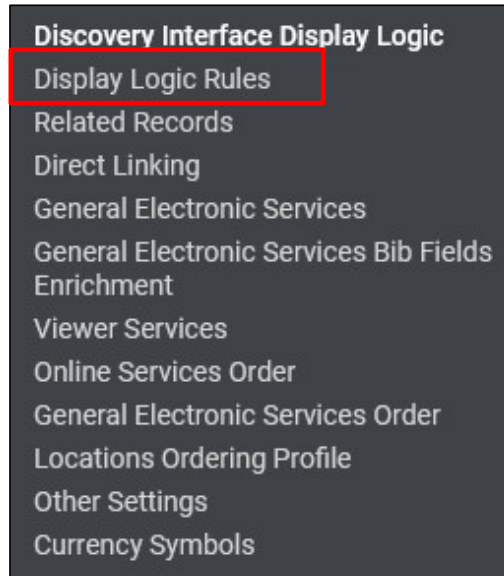 Discovery Interface Display Logic
Display Logic Rules
Related Records
Direct Linking
General Electronic Services
General Electronic Services Bib Fields
Enrichment
Viewer Services
Online Services Order
General Electronic Services Order
Locations Ordering Profile
Other Settings
Currency Symbols